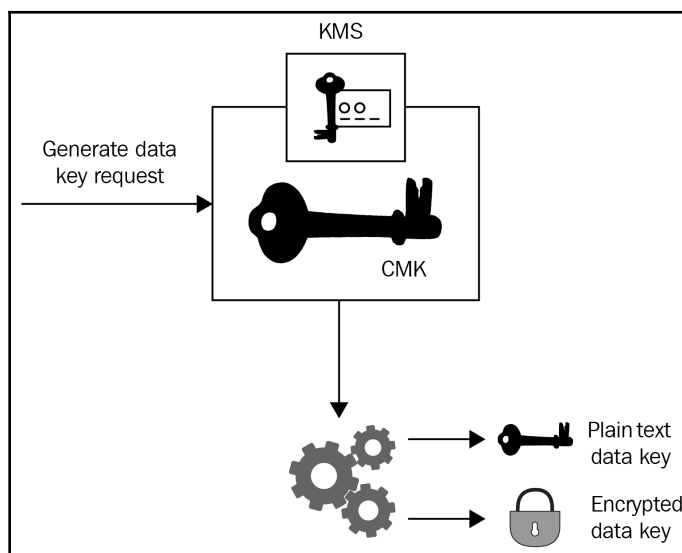 KMS
Generate data
key request
CMK
Plain text
data key
Encrypted
data key